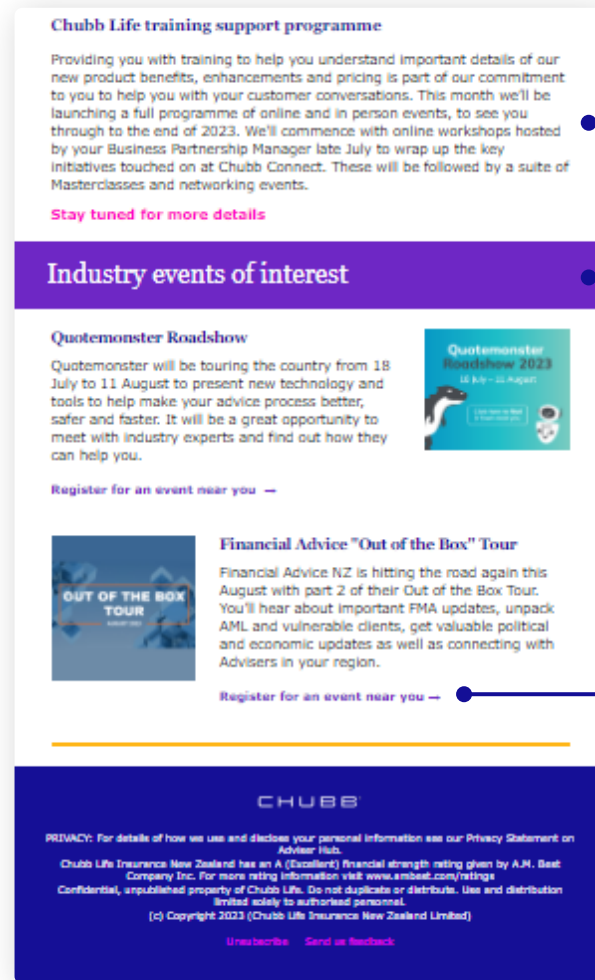 Chubb Life training support programme
Providing you with training to help you understand important details of our
new product benefits, enhancements and pricing is part of our commitment
to you to help you with your customer conversations. This month we'll be
launching a full programme of online and in person events, to see you
through to the end of 2023. We'll commence with online workshops hosted
by your Business Partnership Manager late July to wrap up the key
initiatives touched on at Chubb Connect. These will be followed by a suite of
Masterclasses and networking events.
Stay tuned for more details
Industry events of interest
Quotemonster Roadshow
Quotemonster will be touring the country from 18
July to 11 August to present new technology and
tools to help make your advice process better,
safer and faster. It will be a great opportunity to
meet with industry experts and find out how they
can help you.
Register for an event near you →
Quotemonster
Roadshow 2023
18 July - 11 August
OUT OF THE BOX
TOUR
Financial Advice "Out of the Box" Tour
Financial Advice NZ is hitting the road again this
August with part 2 of their Out of the Box Tour.
You'll hear about important FMA updates, unpack
AML and vulnerable clients, get valuable political
and economic updates as well as connecting with
Advisers in your region.
Register for an event near you →
CHUBB
PRIVACY: For details of how we use and disclose your personal information see our Privacy Statement on
Adviser Hub.
Chubb Life Insurance New Zealand has an A (Excellent) financial strength rating given by A.M. Best
Company Inc. For more rating information visit www.ambest.com/ratings
Confidential, unpublished property of Chubb Life. Do not duplicate or distribute. Use and distribution
limited solely to authorised personnel.
(c) Copyright 2023 (Chubb Life Insurance New Zealand Limited)
Unsubscribe Send us feedback